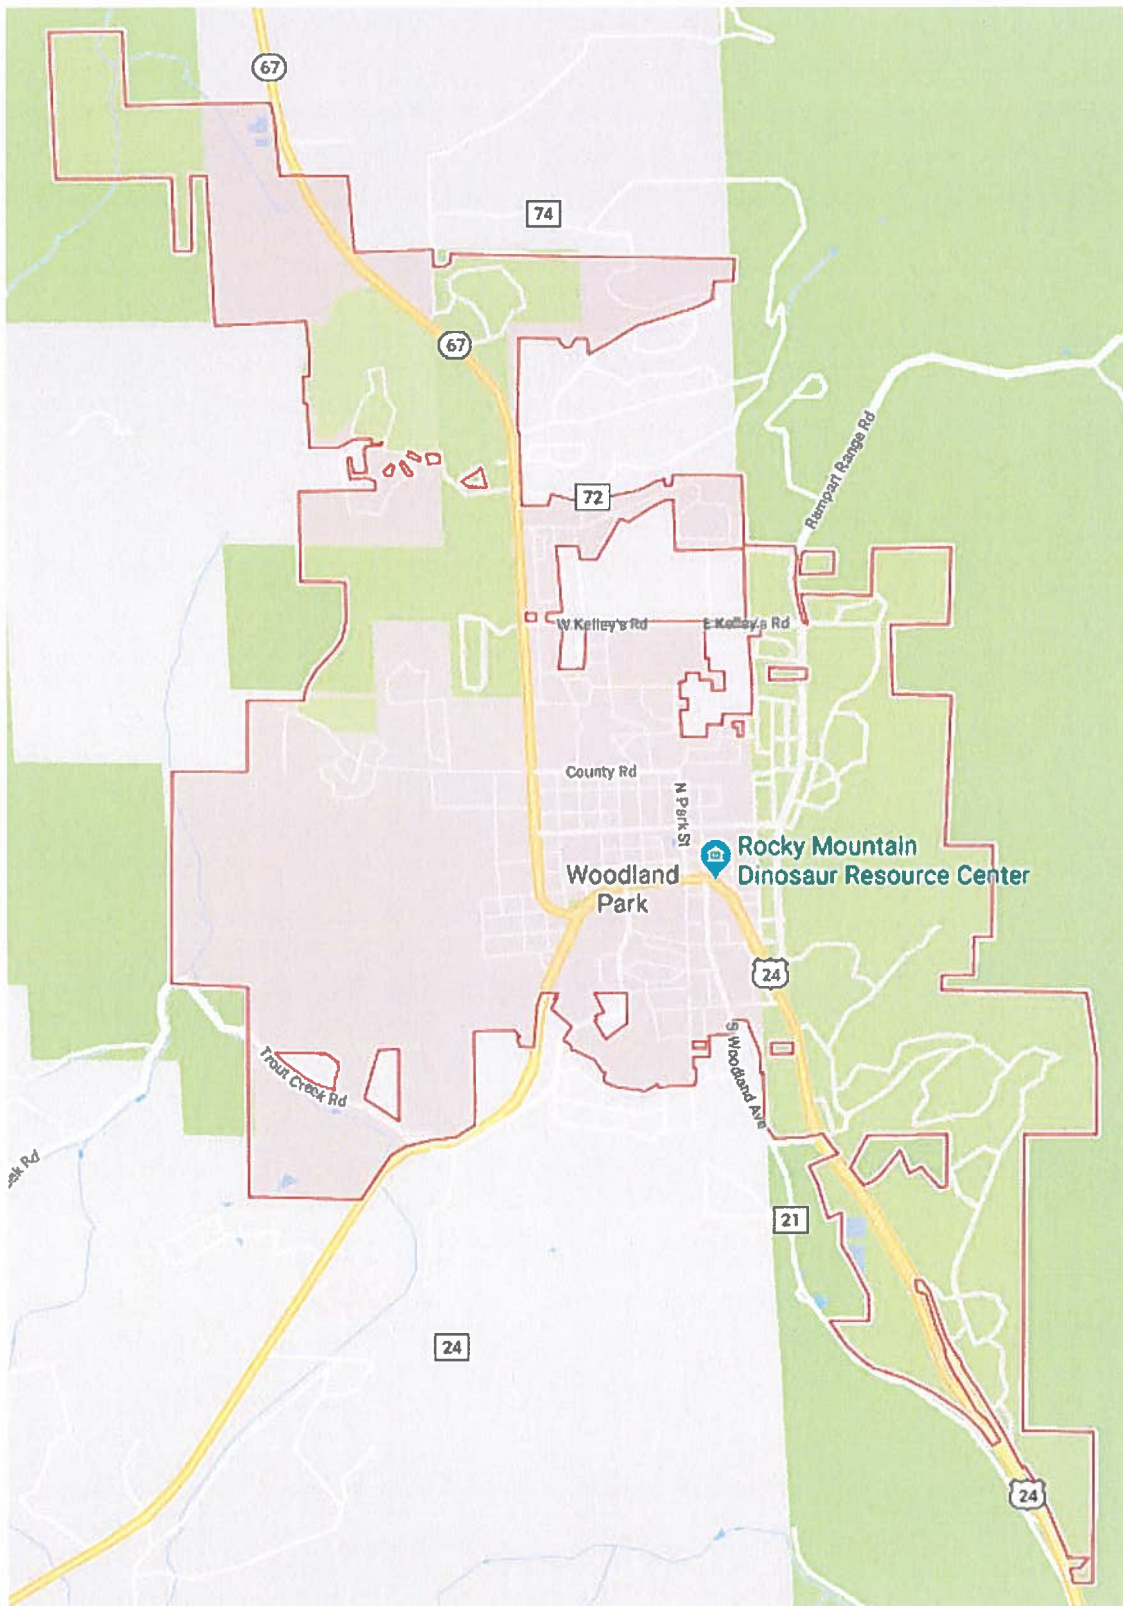 67
74
67
Rampart Range Rd
72
W Kelley's Rd
E Kelley's Rd
County Rd
N Park St
Rocky Mountain
Dinosaur Resource Center
Woodland
Park
24
S Woodland Ave
Trout Creek Rd
Rd
21
24
24